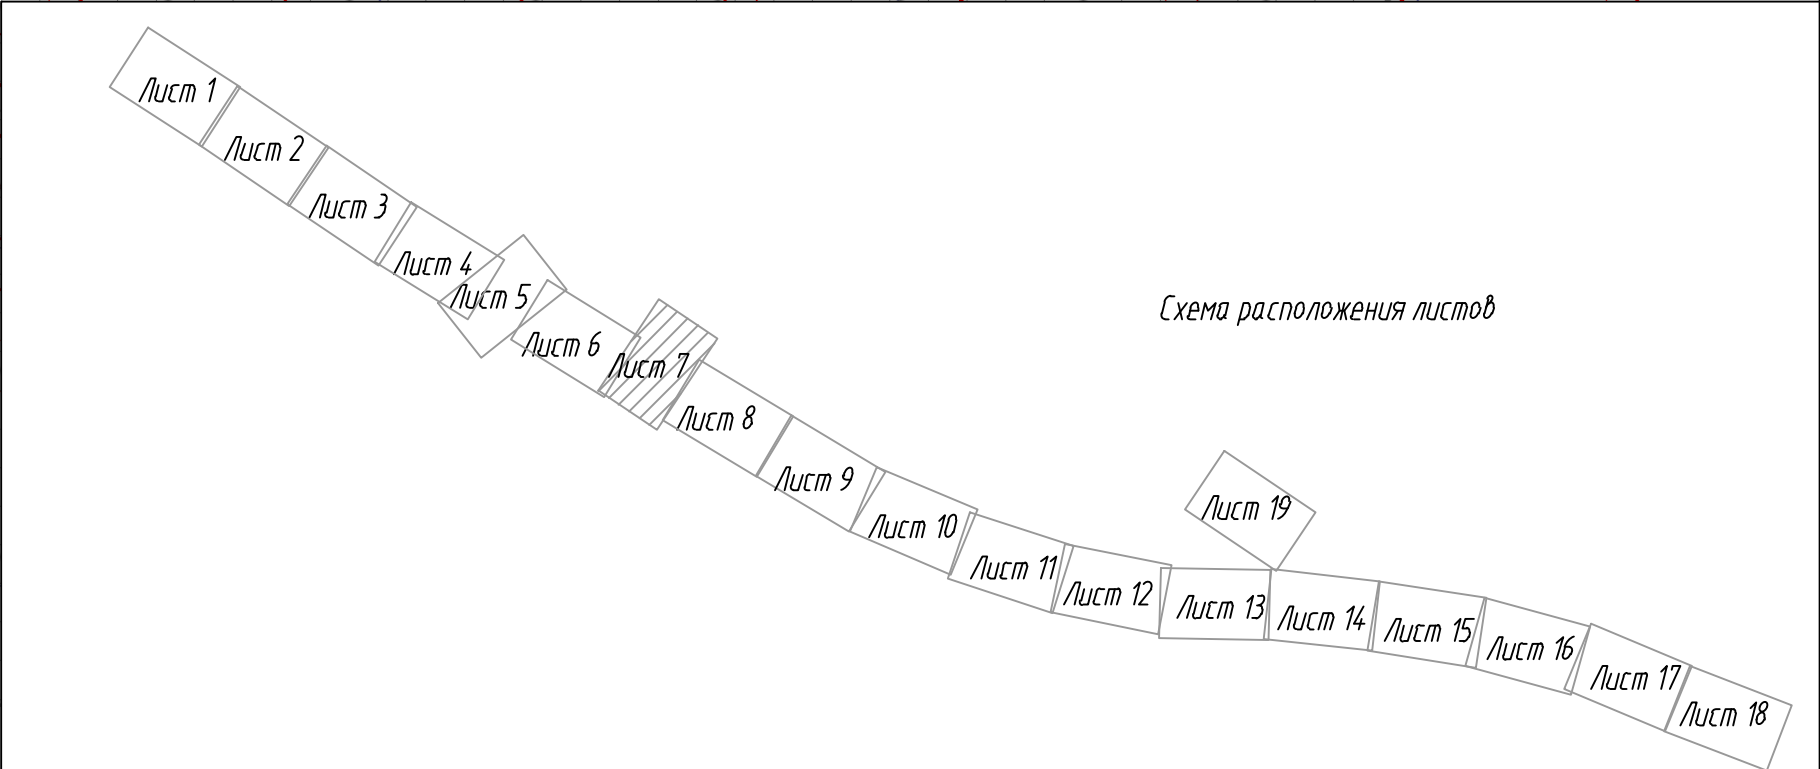 Лист 1
Лист 2
Лист 3
Лист 4
Лист 5
Лист 6
Лист 7
Схема расположения листов
Лист 8
Лист 9
Лист 10
Лист 19
Лист 11
Лист 12
Лист 13
Лист 14
Лист 15
Лист 16
Лист 17
Лист 18